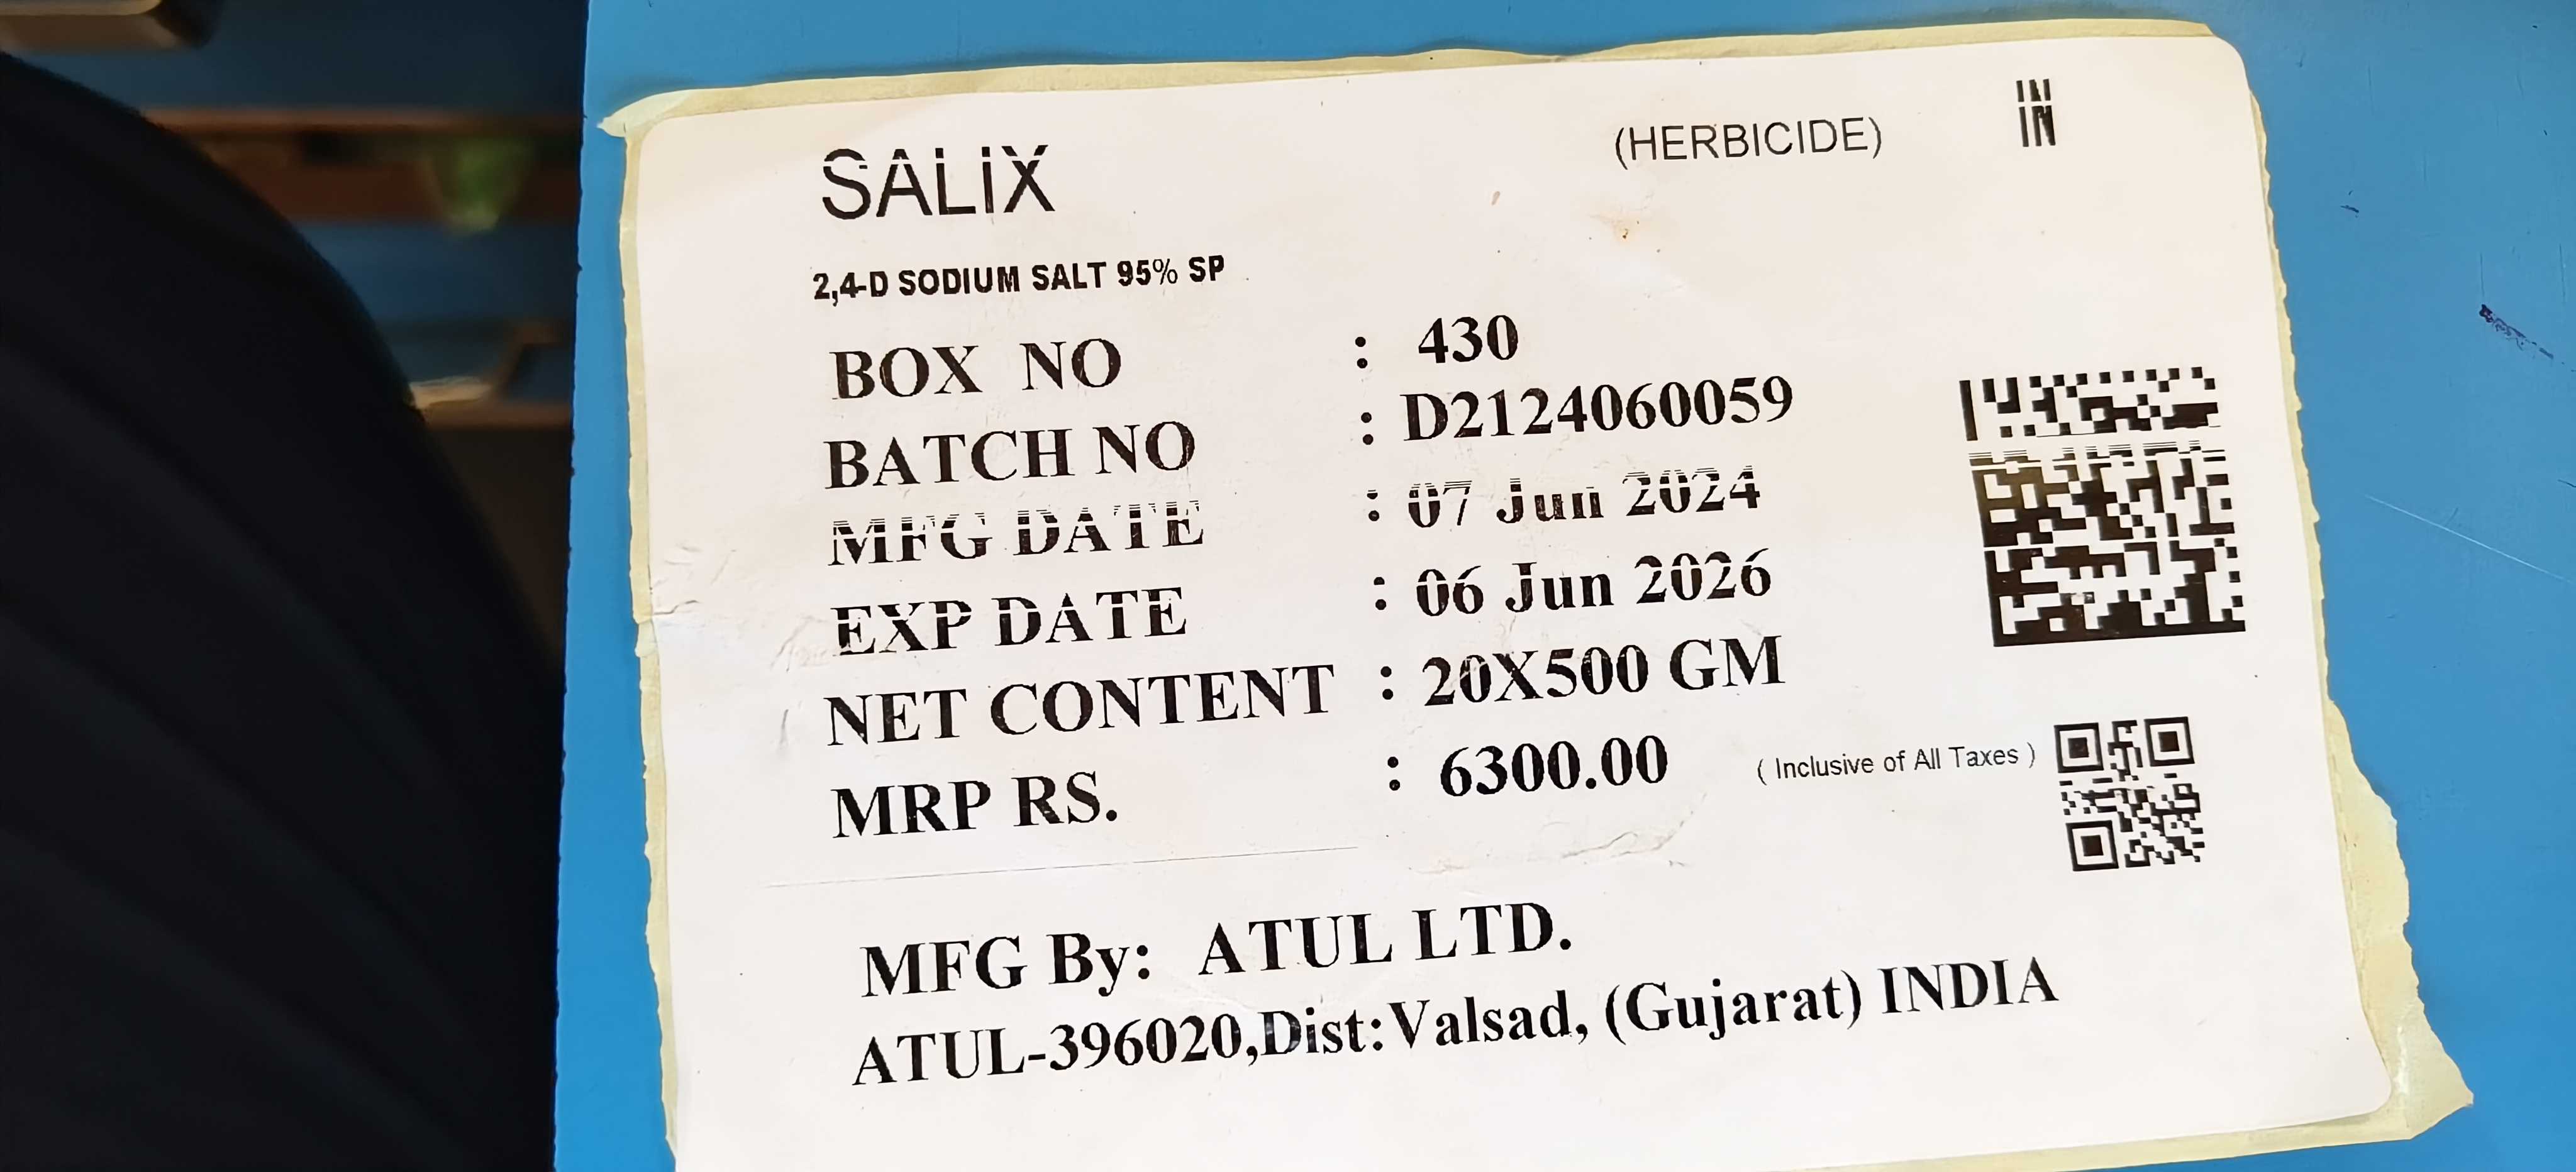 SALiX (HERBICIDE) IN
2,4-D SODIUM SALT 95% SP
BOX NO : 430
BATCH NO : D2124060059
MFG DATE : 07 Jun 2024
EXP DATE : 06 Jun 2026
NET CONTENT : 20X500 GM
MRP RS. : 6300.00 ( Inclusive of All Taxes )
MFG By: ATUL LTD.
ATUL-396020,Dist:Valsad, (Gujarat) INDIA